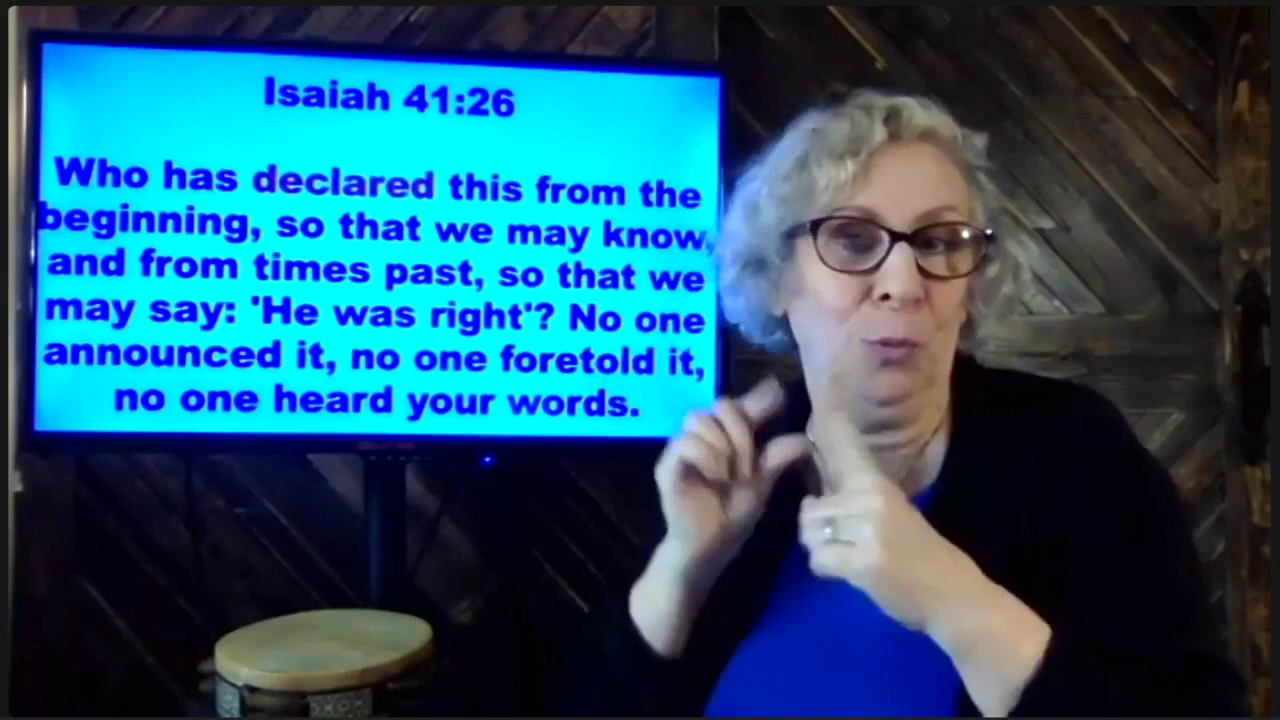 Isaiah 41:26
Who has declared this from the
beginning, so that we may know,
and from times past, so that we
may say: 'He was right'? No one
announced it, no one foretold it,
no one heard your words.